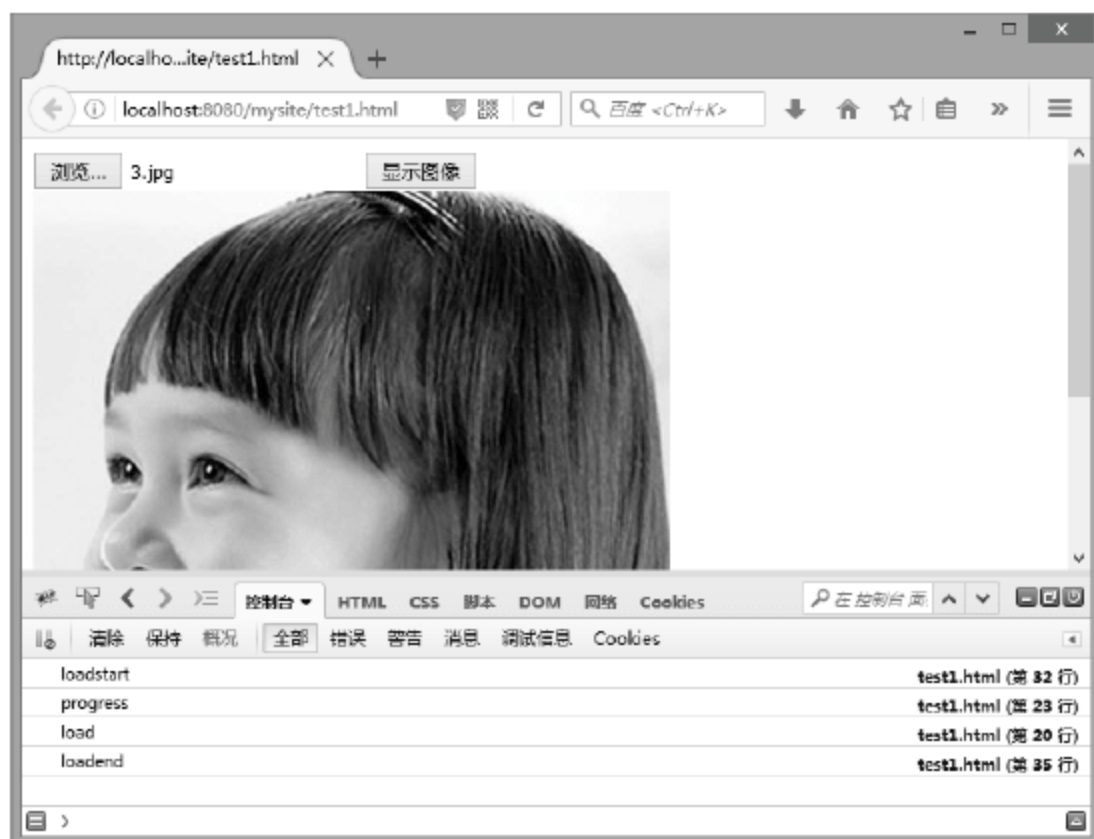 http://localho...ite/test1.html
localhost:8080/mysite/test1.html 百度 <Ctrl+K>
浏览... 3.jpg 显示图像
控制台 HTML CSS 脚本 DOM 网络 Cookies 在控制台面
清除 保持 概况 全部 错误 警告 消息 调试信息 Cookies
loadstart test1.html (第 32 行)
progress test1.html (第 23 行)
load test1.html (第 20 行)
loadend test1.html (第 35 行)